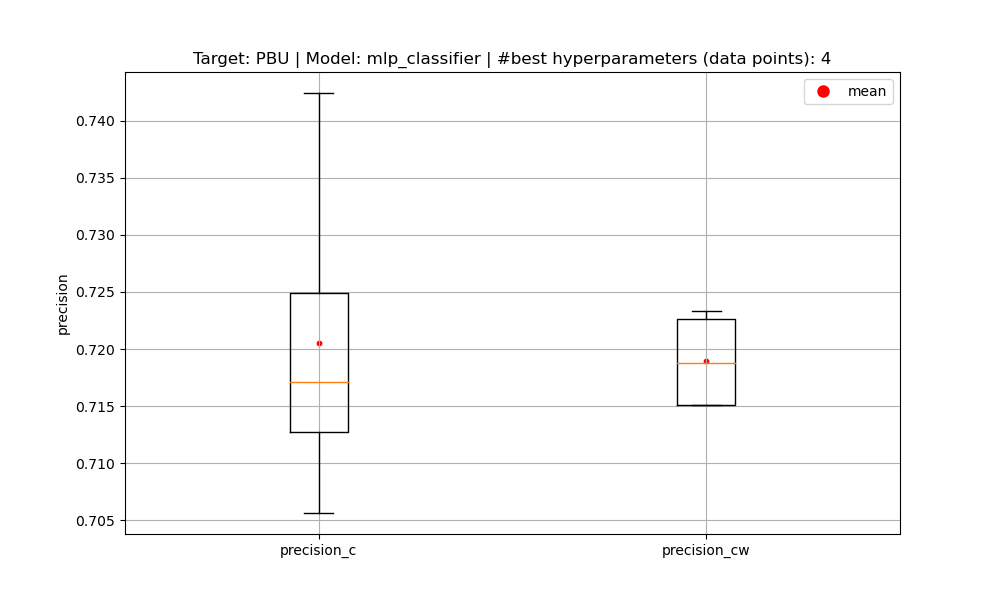 Target: PBU | Model: mlp_classifier | #best hyperparameters (data points): 4
mean
0.740
0.735
0.730
0.725
0.720
0.715
0.710
0.705
precision
precision_c
precision_cw